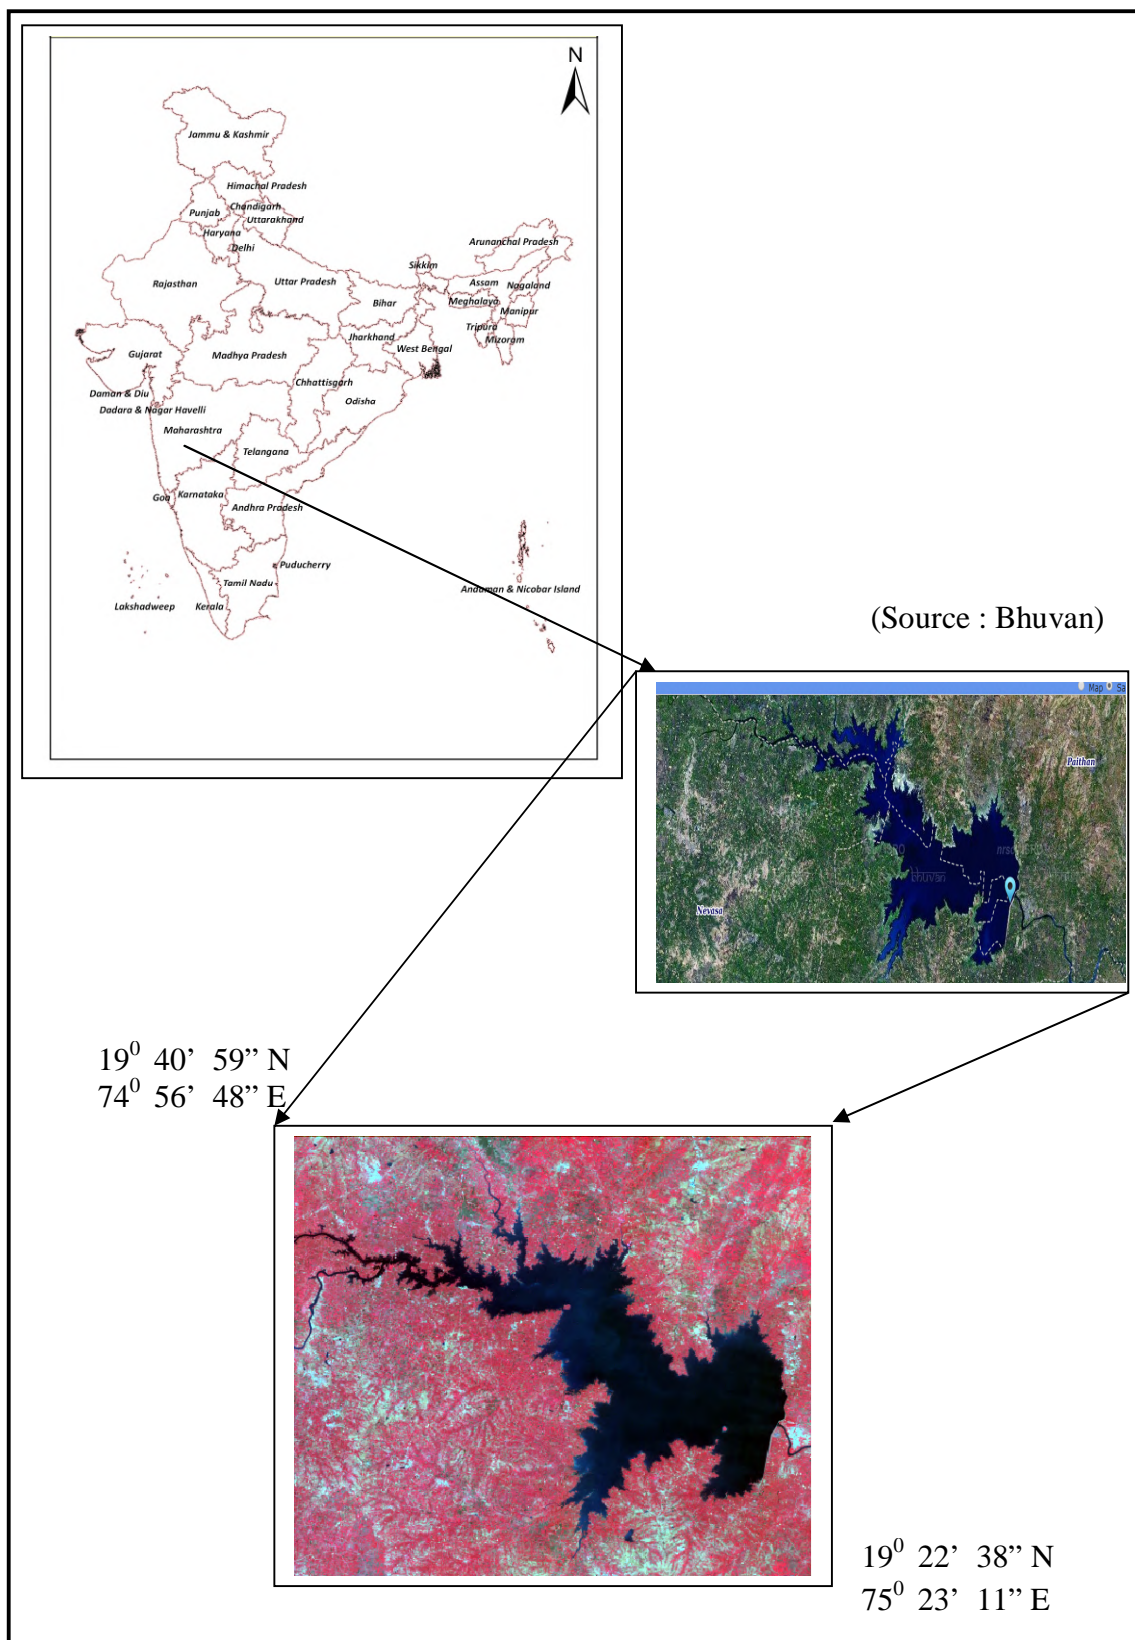 N
Jammu & Kashmir
Himachal Pradesh
Chandigarh
Punjab
Uttarakhand
Haryana
Delhi
Arunanchal Pradesh
Sikkim
Rajasthan
Uttar Pradesh
Assam
Nagaland
Bihar
Meghalaya
Manipur
Tripura
Jharkhand
Mizoram
West Bengal
Gujarat
Madhya Pradesh
Chhattisgarh
Daman & Diu
Odisha
Dadara & Nagar Havelli
Maharashtra
Telangana
Goa
Karnataka
Andhra Pradesh
Puducherry
Tamil Nadu
Andaman & Nicobar Island
Lakshadweep
Kerala
(Source : Bhuvan)
Map Sa
Paithan
bhuvan
Nevasa
19⁰ 40’ 59” N
74⁰ 56’ 48” E
19⁰ 22’ 38” N
75⁰ 23’ 11” E